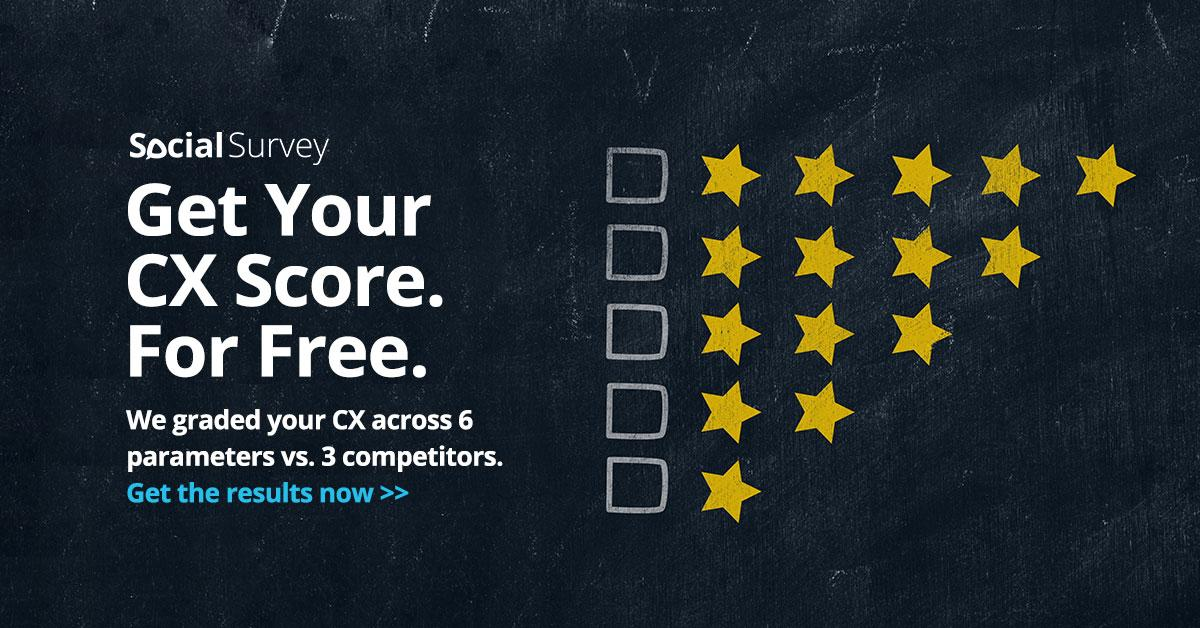 SocialSurvey
Get Your
CX Score.
For Free.
We graded your CX across 6
parameters vs. 3 competitors.
Get the results now >>